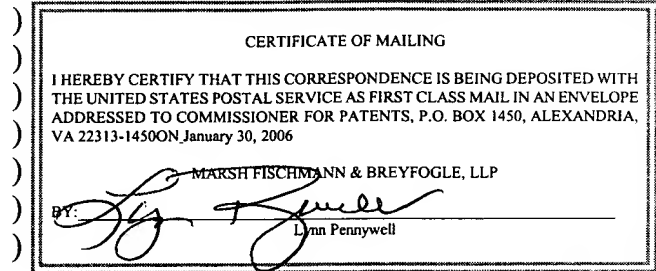 CERTIFICATE OF MAILING
I HEREBY CERTIFY THAT THIS CORRESPONDENCE IS BEING DEPOSITED WITH
THE UNITED STATES POSTAL SERVICE AS FIRST CLASS MAIL IN AN ENVELOPE
ADDRESSED TO COMMISSIONER FOR PATENTS, P.O. BOX 1450, ALEXANDRIA,
VA 22313-1450ON January 30, 2006
MARSH FISCHMANN & BREYFOGLE, LLP
BY:
Lynn Pennywell